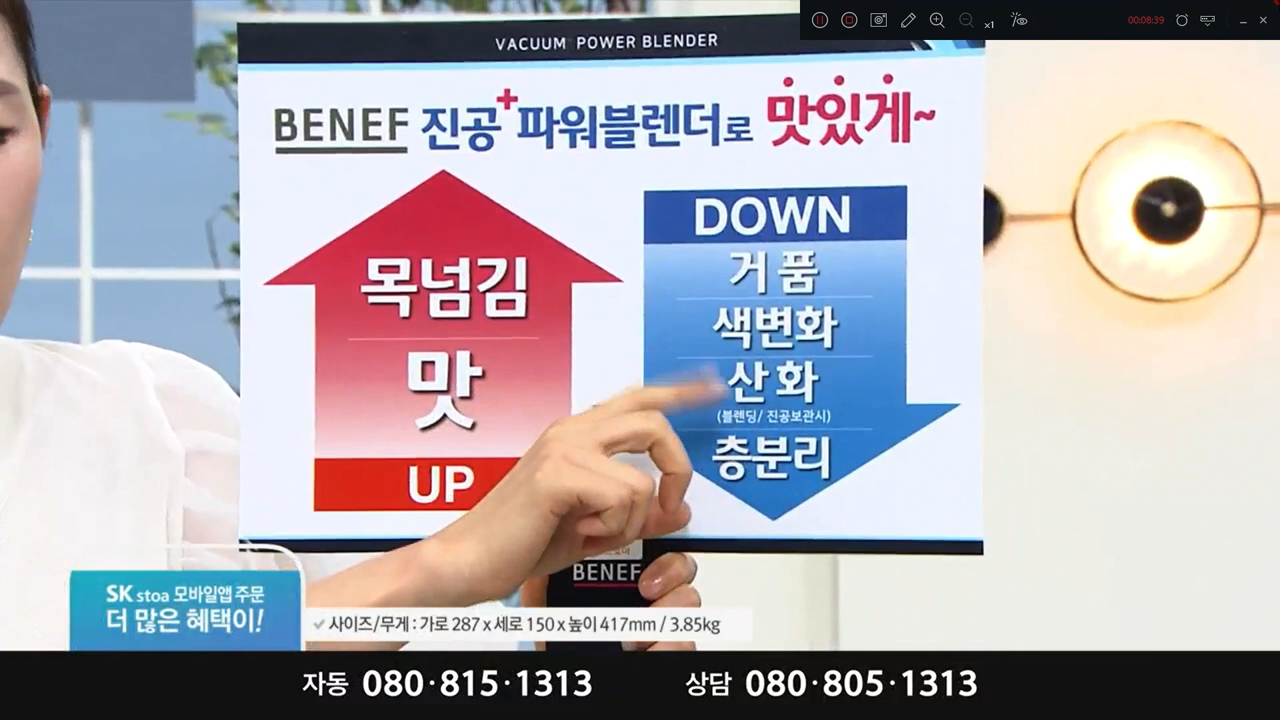 00:08:39
x1
VACUUM POWER BLENDER
BENEF 진공+파워블렌더로 맛있게~
목넘김
맛
UP
DOWN
거품
색변화
산화
(블렌딩/ 진공보관시)
층분리
BENEF
SK stoa 모바일앱 주문
더 많은 혜택이!
사이즈/무게 : 가로 287 x 세로 150 x 높이 417mm / 3.85kg
자동 080·815·1313
상담 080·805·1313